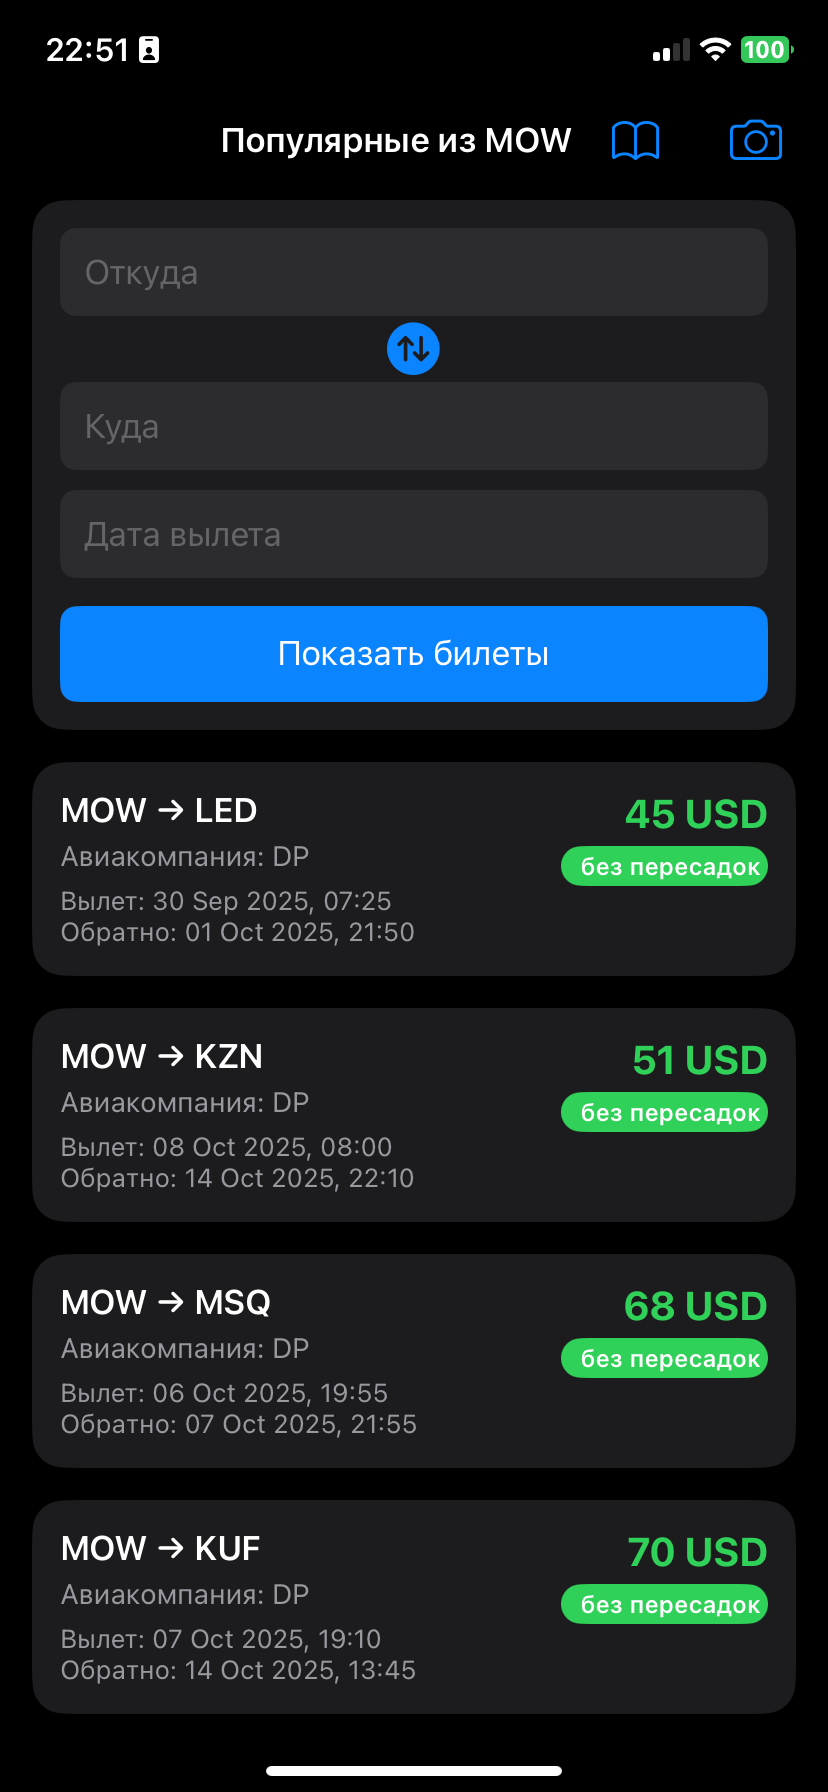 22:51
100
Популярные из MOW
Откуда
Куда
Дата вылета
Показать билеты
MOW → LED
45 USD
Авиакомпания: DP
без пересадок
Вылет: 30 Sep 2025, 07:25
Обратно: 01 Oct 2025, 21:50
MOW → KZN
51 USD
Авиакомпания: DP
без пересадок
Вылет: 08 Oct 2025, 08:00
Обратно: 14 Oct 2025, 22:10
MOW → MSQ
68 USD
Авиакомпания: DP
без пересадок
Вылет: 06 Oct 2025, 19:55
Обратно: 07 Oct 2025, 21:55
MOW → KUF
70 USD
Авиакомпания: DP
без пересадок
Вылет: 07 Oct 2025, 19:10
Обратно: 14 Oct 2025, 13:45